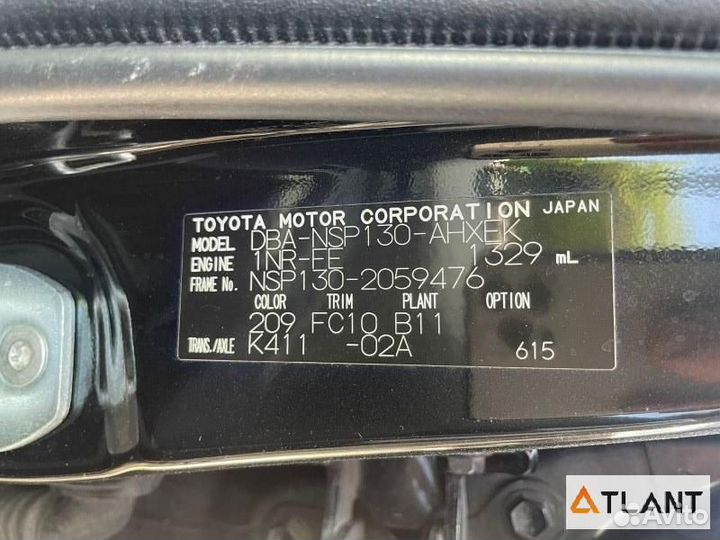 TOYOTA MOTOR CORPORATION JAPAN
MODEL DBA-NSP130-AHXEK
ENGINE 1NR-FE 1329 mL
FRAME No. NSP130-2059476
COLOR TRIM PLANT OPTION
209 FC10 B11
TRANS./AXLE K411 -02A 615
ATLANT
Avito